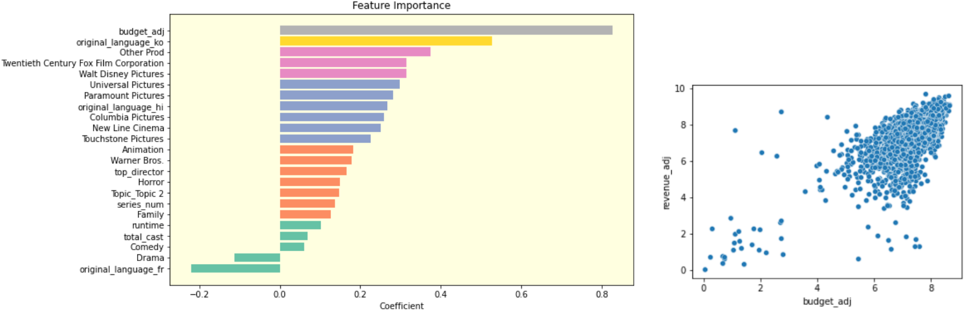 Feature Importance
budget_adj
original_language_ko
Other Prod
Twentieth Century Fox Film Corporation
Walt Disney Pictures
Universal Pictures
Paramount Pictures
original_language_hi
Columbia Pictures
New Line Cinema
Touchstone Pictures
Animation
Warner Bros.
top_director
Horror
Topic_Topic 2
series_num
Family
runtime
total_cast
Comedy
Drama
original_language_fr
−0.2 0.0 0.2 0.4 0.6 0.8
Coefficient
10
8
6
4
2
0
revenue_adj
0 2 4 6 8
budget_adj